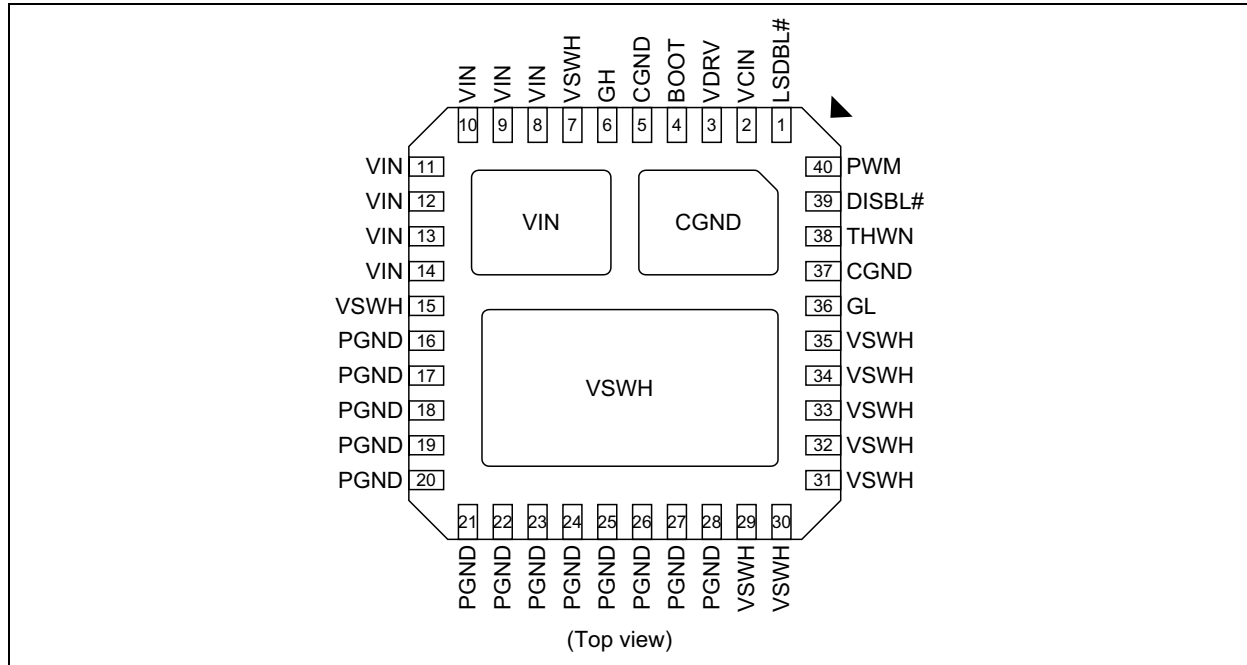 VIN
VIN
VIN
VSWH
GH
CGND
BOOT
VDRV
VCIN
LSDBL#
10
9
8
7
6
5
4
3
2
1
VIN 11
VIN 12
VIN 13
VIN 14
VSWH 15
PGND 16
PGND 17
PGND 18
PGND 19
PGND 20
VIN
CGND
VSWH
40 PWM
39 DISBL#
38 THWN
37 CGND
36 GL
35 VSWH
34 VSWH
33 VSWH
32 VSWH
31 VSWH
21
22
23
24
25
26
27
28
29
30
PGND
PGND
PGND
PGND
PGND
PGND
PGND
PGND
VSWH
VSWH
(Top view)